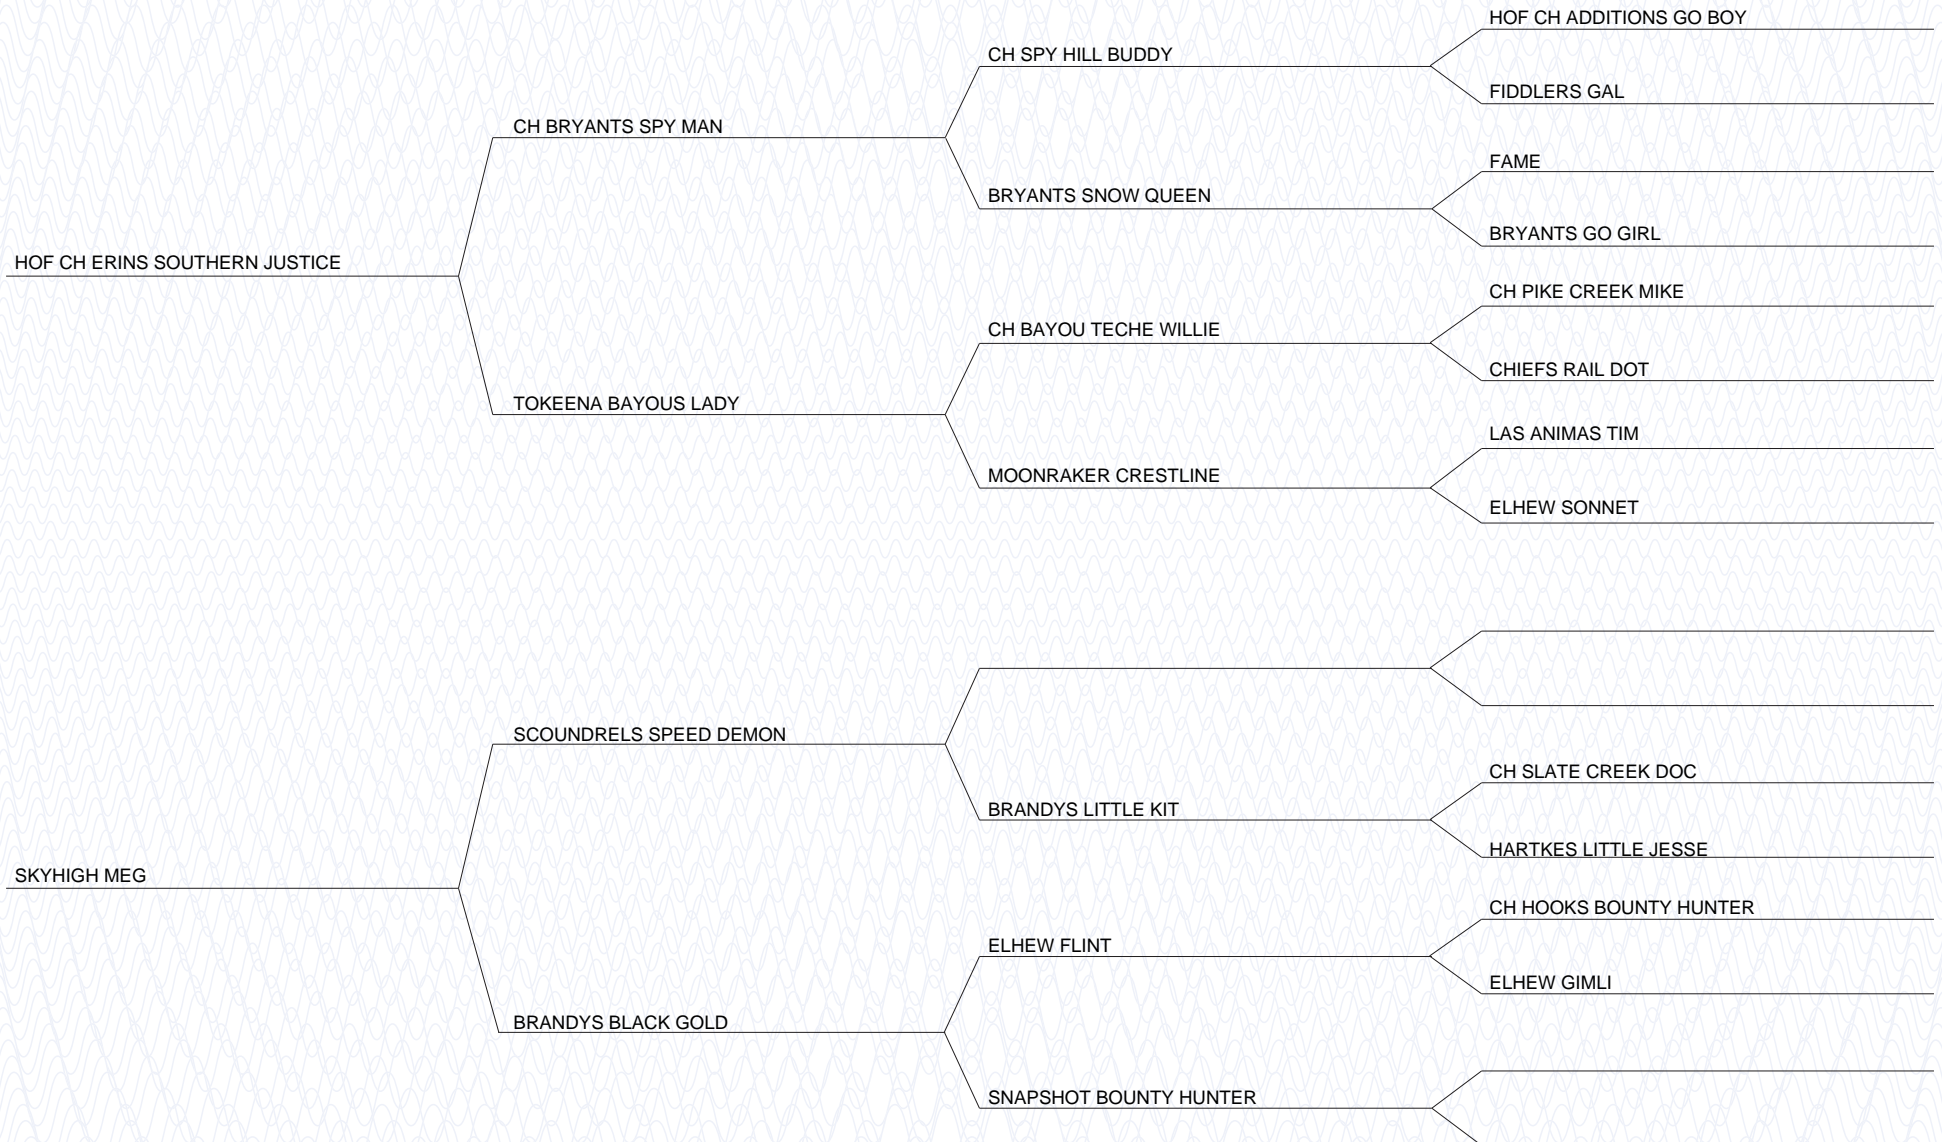 HOF CH ADDITIONS GO BOY
CH SPY HILL BUDDY
FIDDLERS GAL
CH BRYANTS SPY MAN
FAME
BRYANTS SNOW QUEEN
BRYANTS GO GIRL
HOF CH ERINS SOUTHERN JUSTICE
CH PIKE CREEK MIKE
CH BAYOU TECHE WILLIE
CHIEFS RAIL DOT
TOKEENA BAYOUS LADY
LAS ANIMAS TIM
MOONRAKER CRESTLINE
ELHEW SONNET
SCOUNDRELS SPEED DEMON
CH SLATE CREEK DOC
BRANDYS LITTLE KIT
HARTKES LITTLE JESSE
SKYHIGH MEG
CH HOOKS BOUNTY HUNTER
ELHEW FLINT
ELHEW GIMLI
BRANDYS BLACK GOLD
SNAPSHOT BOUNTY HUNTER